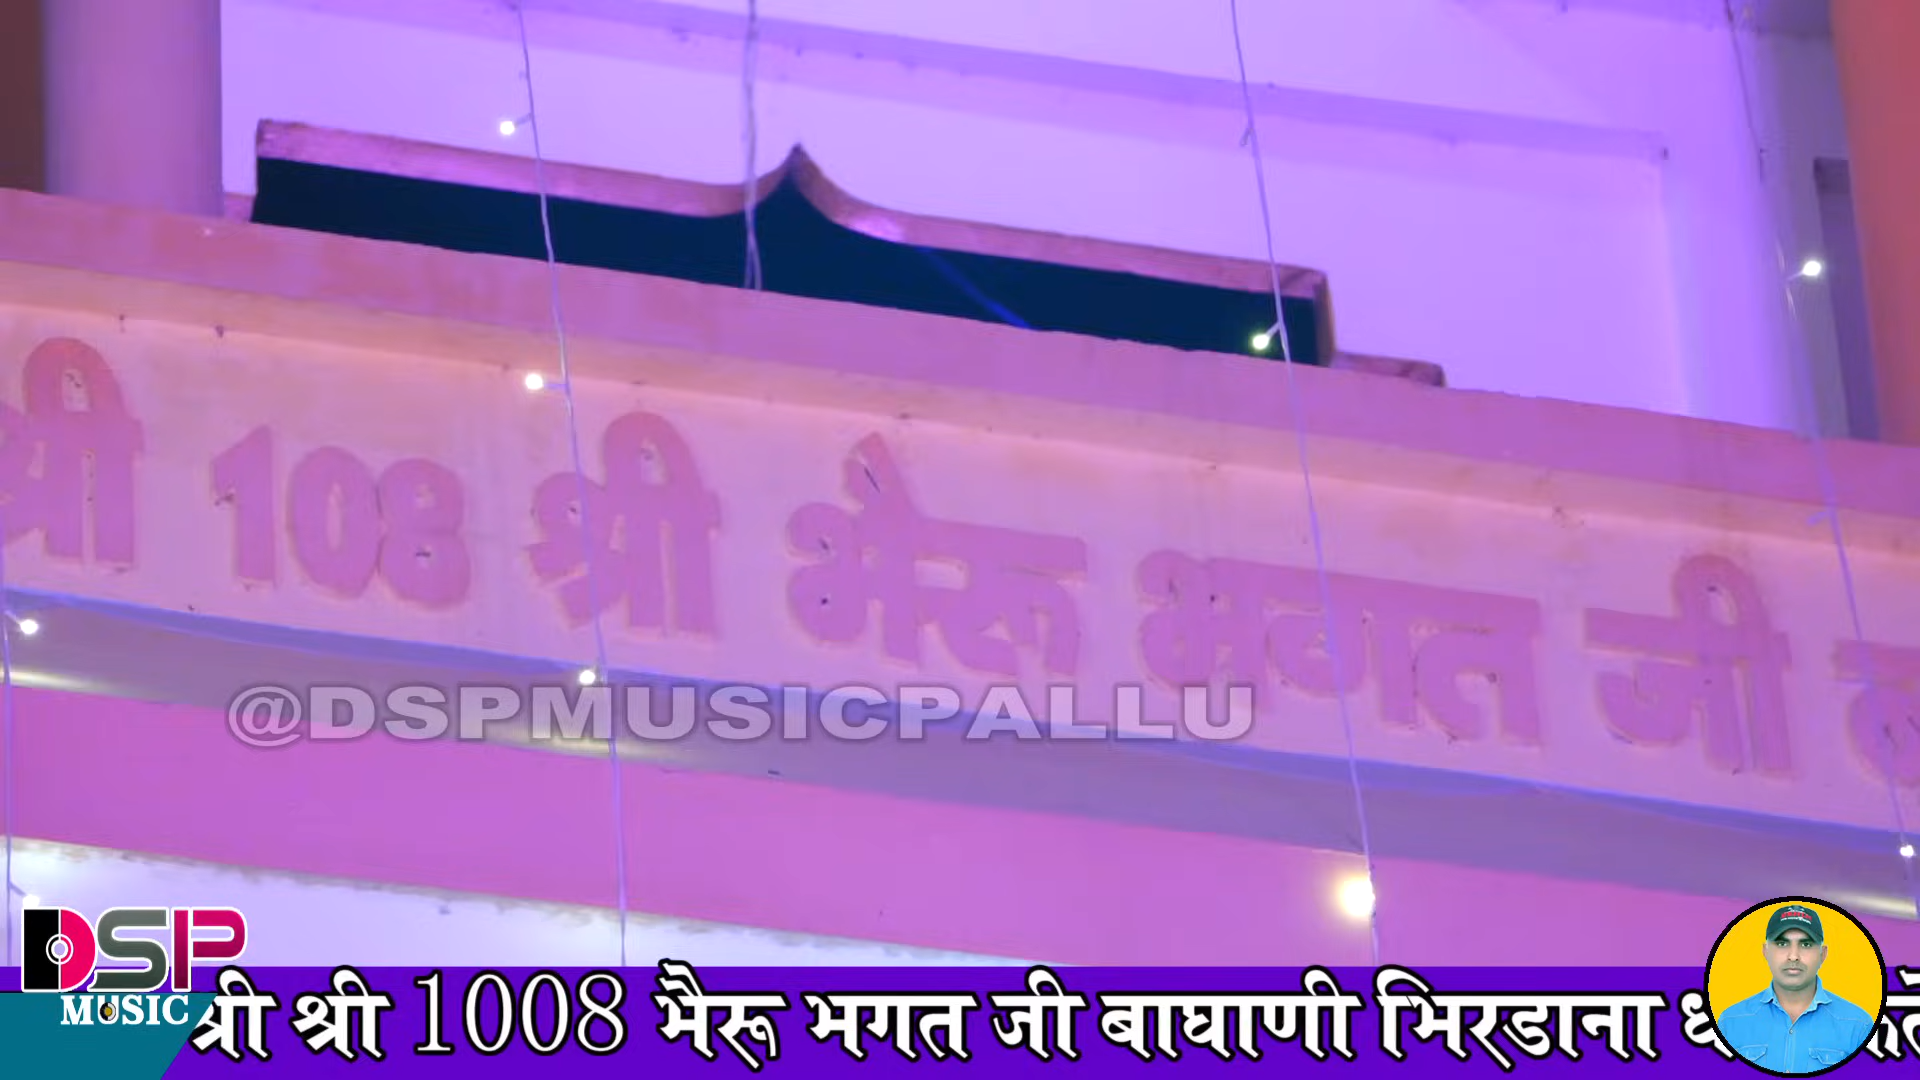 श्री 108 श्री भैरू भगत जी
@DSPMUSICPALLU
DSP
MUSIC
श्री श्री 1008 भैरू भगत जी बाघाणी भिरडाना